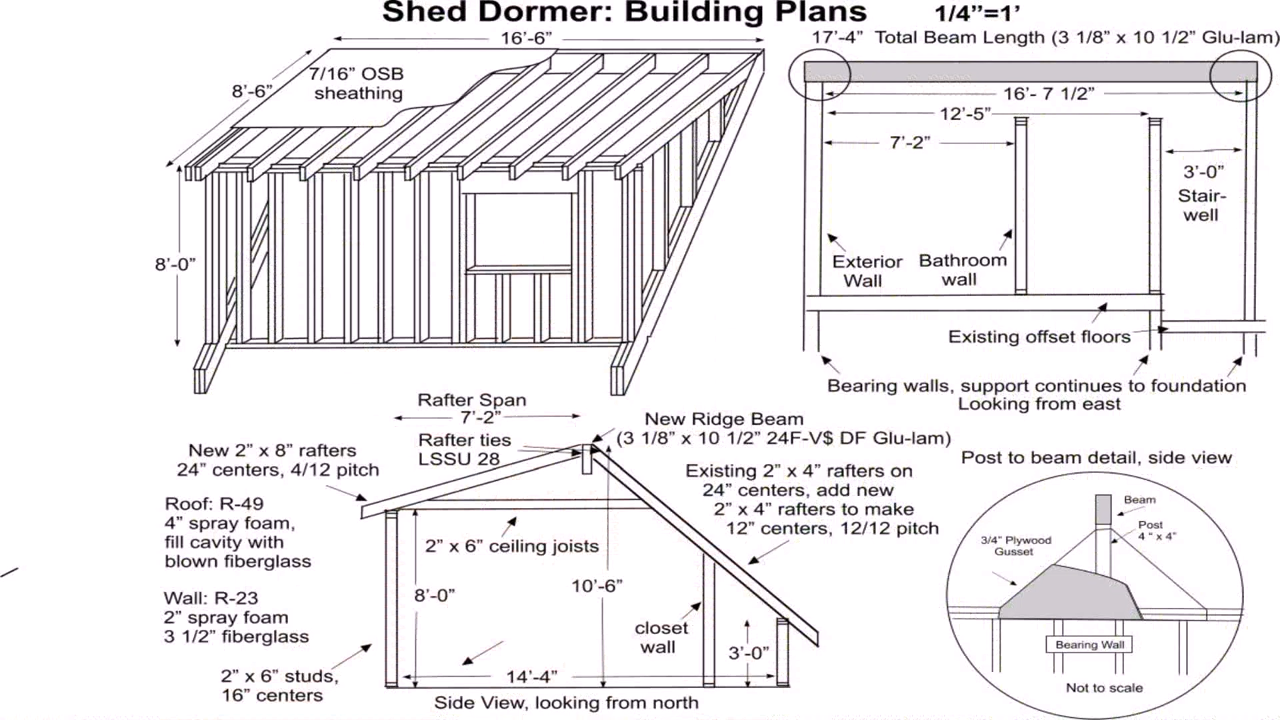 Shed Dormer: Building Plans
1/4”=1’
16’-6”
7/16” OSB
sheathing
8’-6”
8’-0”
17’-4” Total Beam Length (3 1/8” x 10 1/2” Glu-lam)
16’- 7 1/2”
12’-5”
7’-2”
3’-0”
Stair-
well
Exterior
Wall
Bathroom
wall
Existing offset floors
Bearing walls, support continues to foundation
Looking from east
Rafter Span
7’-2”
Rafter ties
LSSU 28
New Ridge Beam
(3 1/8” x 10 1/2” 24F-V$ DF Glu-lam)
New 2” x 8” rafters
24” centers, 4/12 pitch
Roof: R-49
4” spray foam,
fill cavity with
blown fiberglass
Wall: R-23
2” spray foam
3 1/2” fiberglass
2” x 6” studs,
16” centers
Existing 2” x 4” rafters on
24” centers, add new
2” x 4” rafters to make
12” centers, 12/12 pitch
2” x 6” ceiling joists
8’-0”
10’-6”
closet
wall
3’-0”
14’-4”
Side View, looking from north
Post to beam detail, side view
Beam
Post
4 “ x 4”
3/4” Plywood
Gusset
Bearing Wall
Not to scale